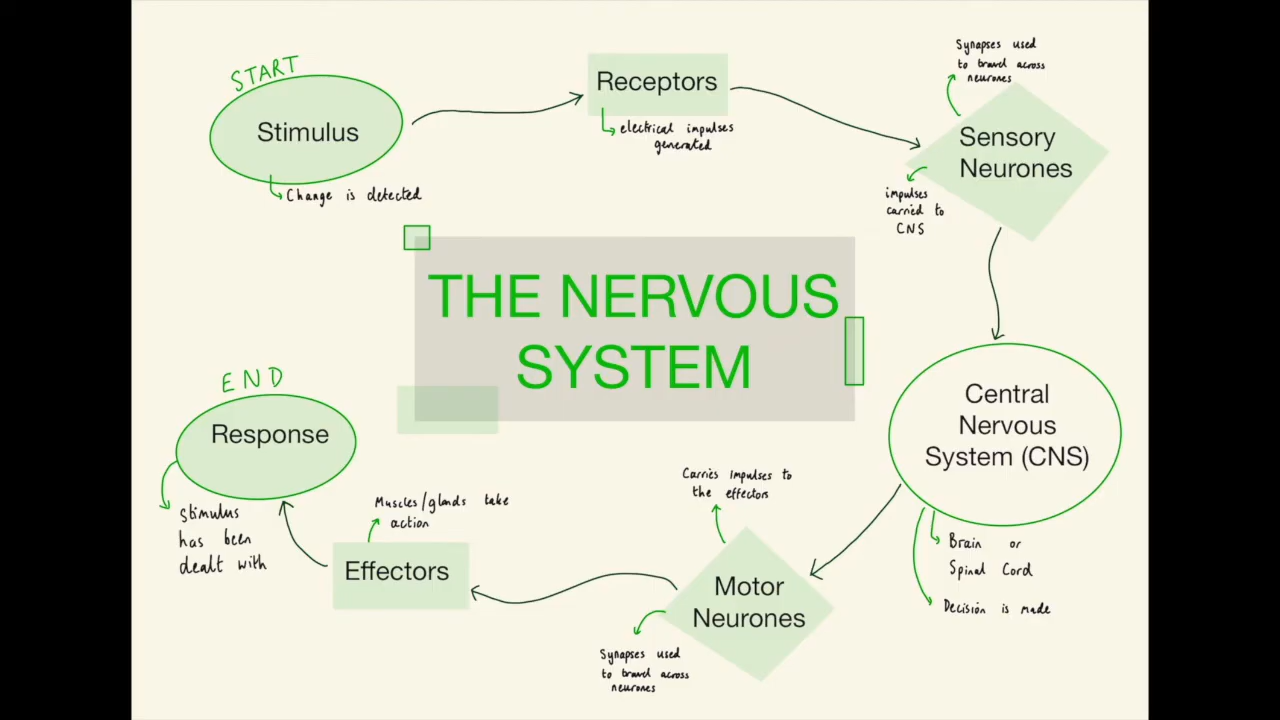 START
Stimulus
Change is detected
Receptors
electrical impulses
generated
Synapses used
to travel across
neurones
Sensory
Neurones
impulses
carried to
CNS
THE NERVOUS
SYSTEM
Central
Nervous
System (CNS)
Brain or
Spinal Cord
Decision is made
Carries impulses to
the effectors
Motor
Neurones
Synapses used
to travel across
neurones
Muscles/glands take
action
Effectors
END
Response
Stimulus
has been
dealt with